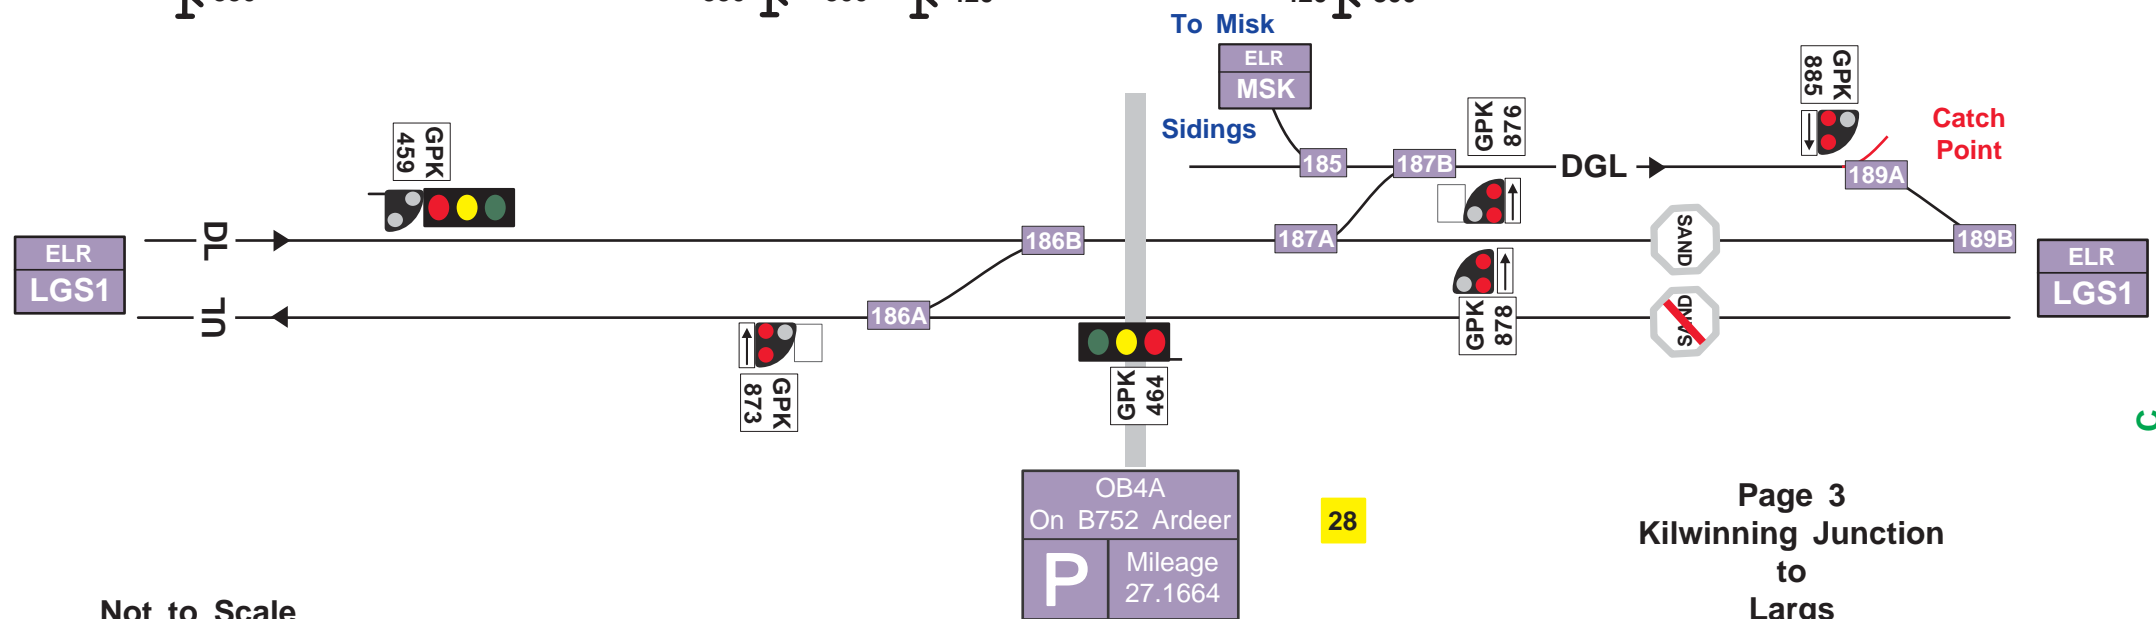 To Misk
ELR
MSK
Sidings
GPK
459
GPK
876
GPK
885
Catch
Point
185
187B
DGL
189A
DL
186B
187A
SAND
189B
ELR
LGS1
ELR
LGS1
UL
186A
GPK
878
SAND
GPK
873
GPK
464
C
OB4A
On B752 Ardeer
P
Mileage
27.1664
28
Page 3
Kilwinning Junction
to
Largs
Not to Scale